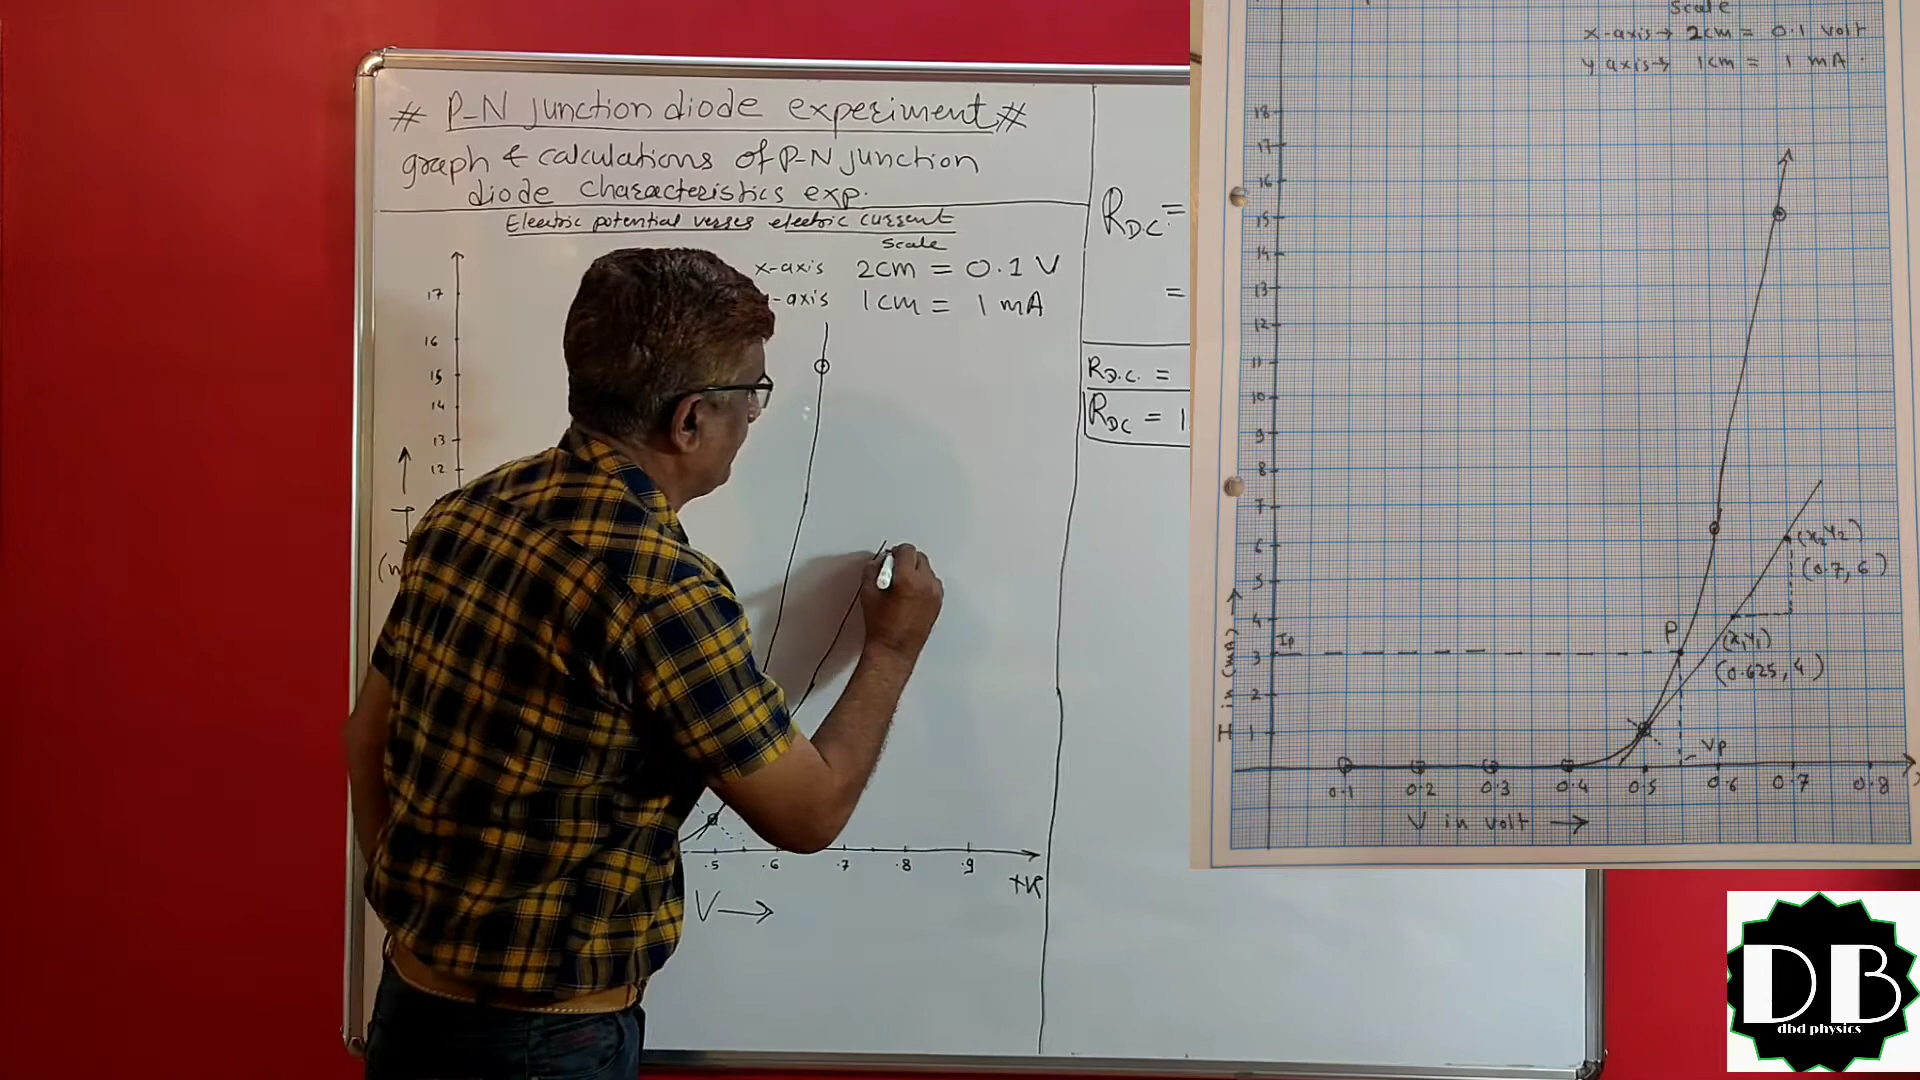 # P-N Junction diode experiment #
graph & calculations of P-N junction
diode characteristics exp.
Electric potential verses electric current
Scale
x-axis 2cm = 0.1 V
-axis 1cm = 1 mA
17
16
15
14
13
12
I
(m
.5 .6 .7 .8 .9
V →
R D.C =
=
R D.C. =
R DC = 1
Scale
x-axis → 2cm = 0.1 volt
y axis → 1cm = 1 mA.
18
17
16
15
14
13
12
11
10
9
8
7
6 (x2 y2)
5 (0.7, 6)
4
P
Ip (x, y1)
3 (0.625, 4)
2
1
Vp
I in (mA)
0.1 0.2 0.3 0.4 0.5 0.6 0.7 0.8
V in volt →
DB
dbd physics